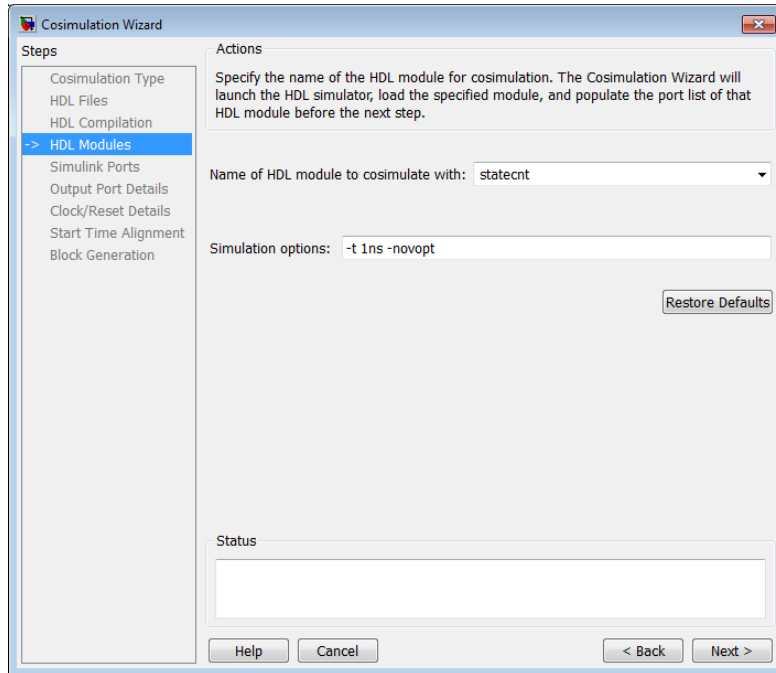 Cosimulation Wizard
Steps
Cosimulation Type
HDL Files
HDL Compilation
-> HDL Modules
Simulink Ports
Output Port Details
Clock/Reset Details
Start Time Alignment
Block Generation
Actions
Specify the name of the HDL module for cosimulation. The Cosimulation Wizard will
launch the HDL simulator, load the specified module, and populate the port list of that
HDL module before the next step.
Name of HDL module to cosimulate with: statecnt
Simulation options: -t 1ns -novopt
Restore Defaults
Status
Help Cancel < Back Next >